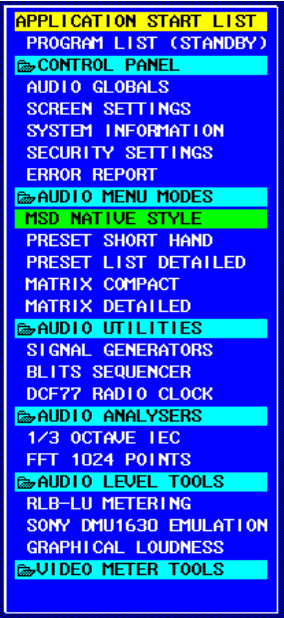 APPLICATION START LIST
PROGRAM LIST (STANDBY)
CONTROL PANEL
AUDIO GLOBALS
SCREEN SETTINGS
SYSTEM INFORMATION
SECURITY SETTINGS
ERROR REPORT
AUDIO MENU MODES
MSD NATIVE STYLE
PRESET SHORT HAND
PRESET LIST DETAILED
MATRIX COMPACT
MATRIX DETAILED
AUDIO UTILITIES
SIGNAL GENERATORS
BLITS SEQUENCER
DCF77 RADIO CLOCK
AUDIO ANALYSERS
1/3 OCTAVE IEC
FFT 1024 POINTS
AUDIO LEVEL TOOLS
RLB-LU METERING
SONY DMU1630 EMULATION
GRAPHICAL LOUDNESS
VIDEO METER TOOLS